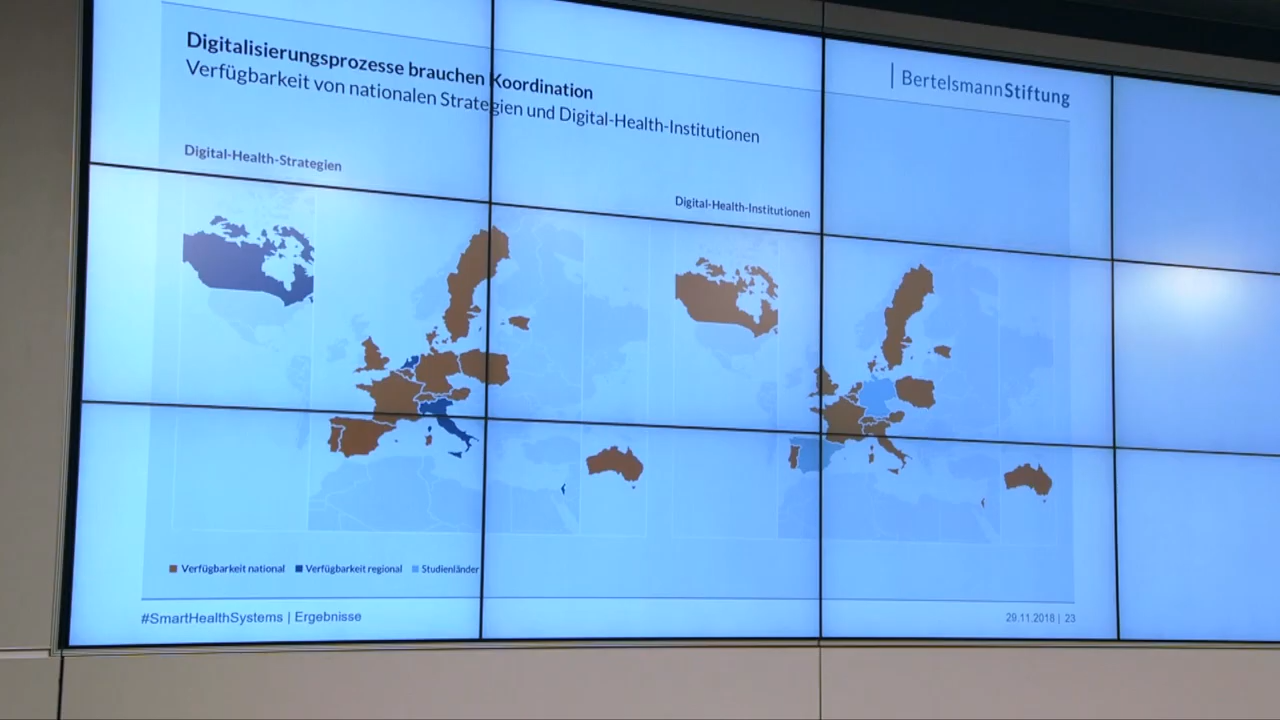 Digitalisierungsprozesse brauchen Koordination
Verfügbarkeit von nationalen Strategien und Digital-Health-Institutionen
BertelsmannStiftung
Digital-Health-Strategien
Digital-Health-Institutionen
Verfügbarkeit national
Verfügbarkeit regional
Studienländer
#SmartHealthSystems | Ergebnisse
29.11.2018 | 23